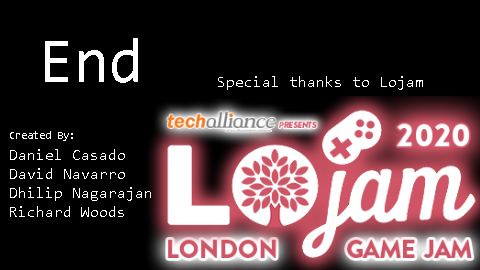 End
Special thanks to Lojam
Created By:
Daniel Casado
David Navarro
Dhilip Nagarajan
Richard Woods
techalliance PRESENTS
LOjam 2020
LONDON GAME JAM